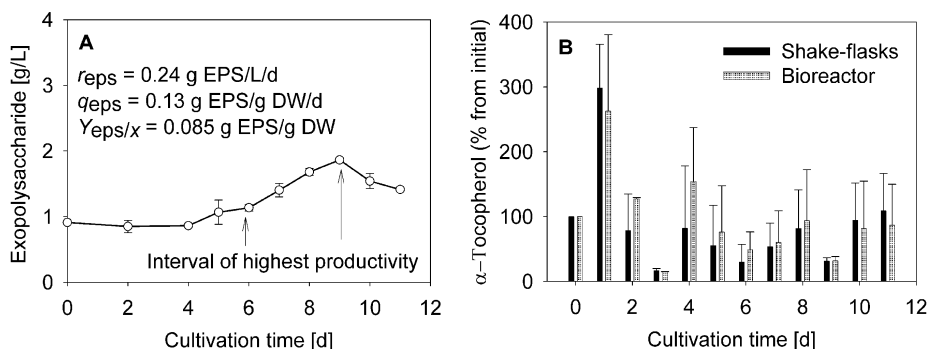 A
r eps = 0.24 g EPS/L/d
q eps = 0.13 g EPS/g DW/d
Y eps/x = 0.085 g EPS/g DW
Interval of highest productivity
Exopolysaccharide [g/L]
4
3
2
1
0
0 2 4 6 8 10 12
Cultivation time [d]
B
Shake-flasks
Bioreactor
α–Tocopherol (% from initial)
400
300
200
100
0
0 2 4 6 8 10 12
Cultivation time [d]